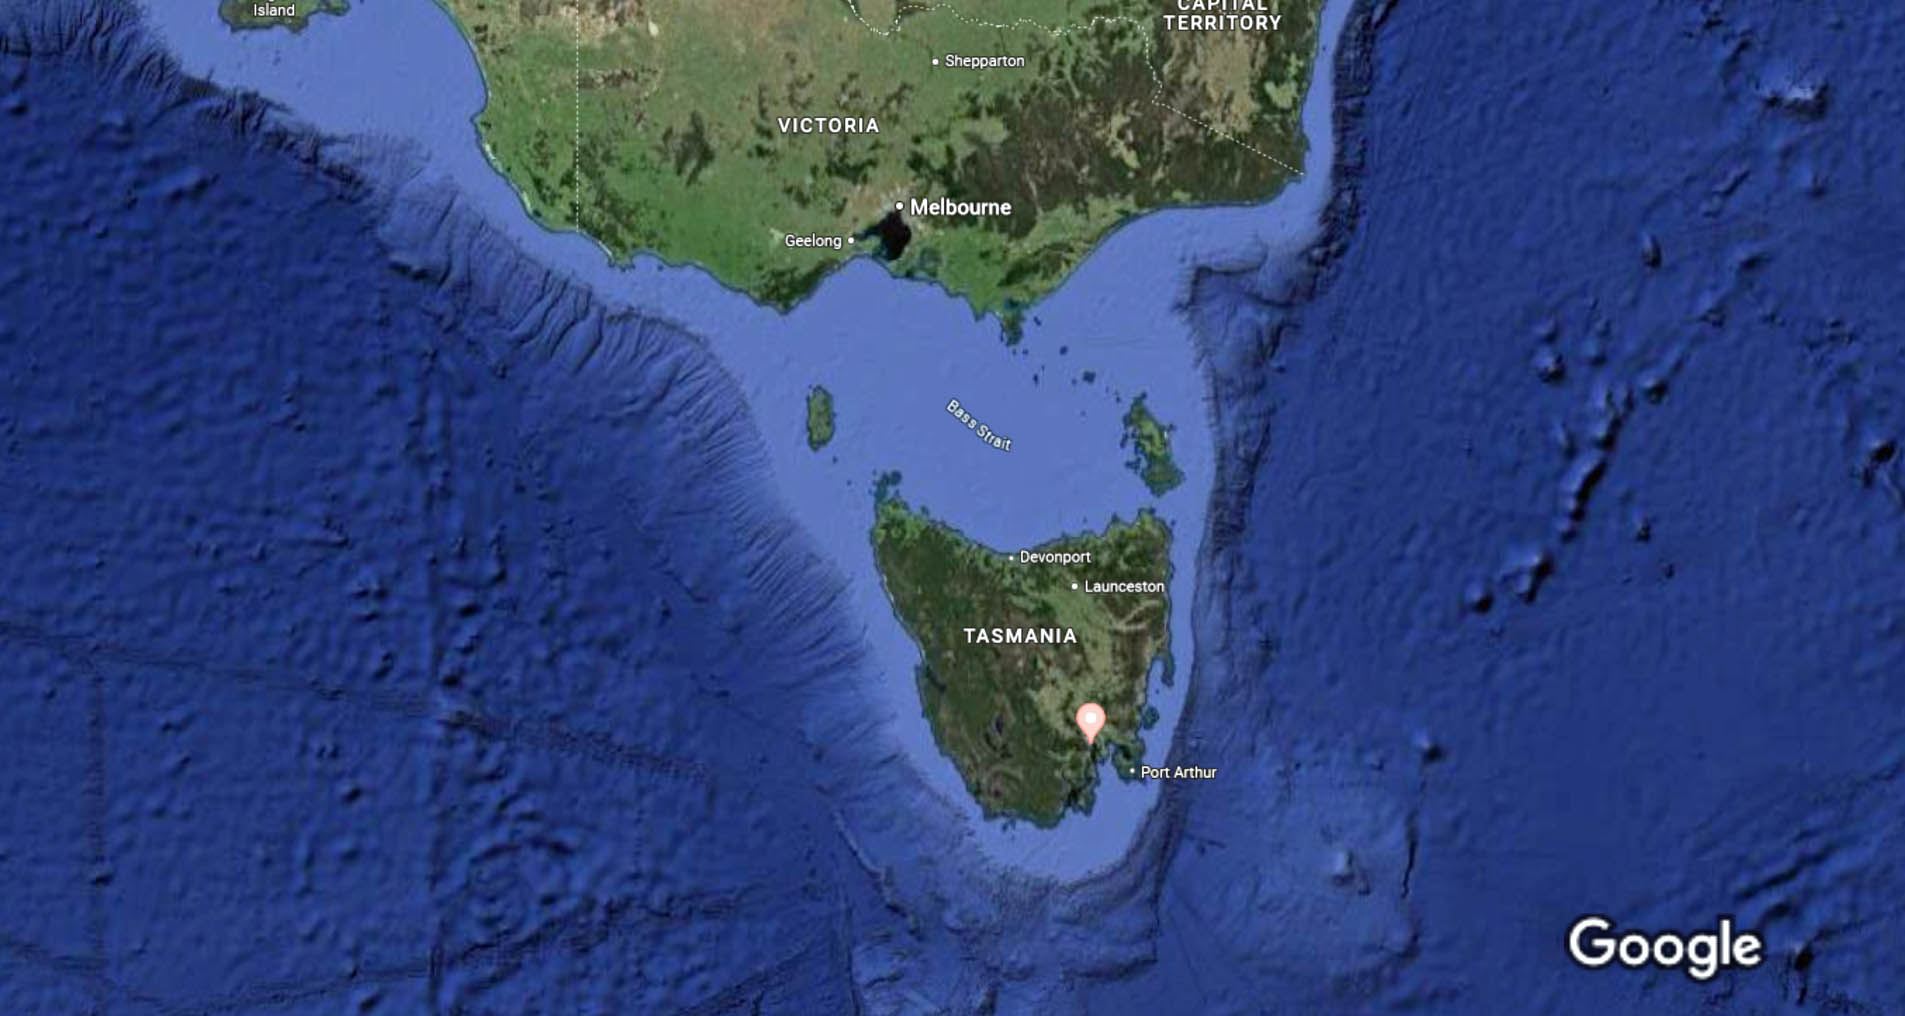 Island
CAPITAL
TERRITORY
Shepparton
VICTORIA
Melbourne
Geelong
Bass Strait
Devonport
Launceston
TASMANIA
Port Arthur
Google